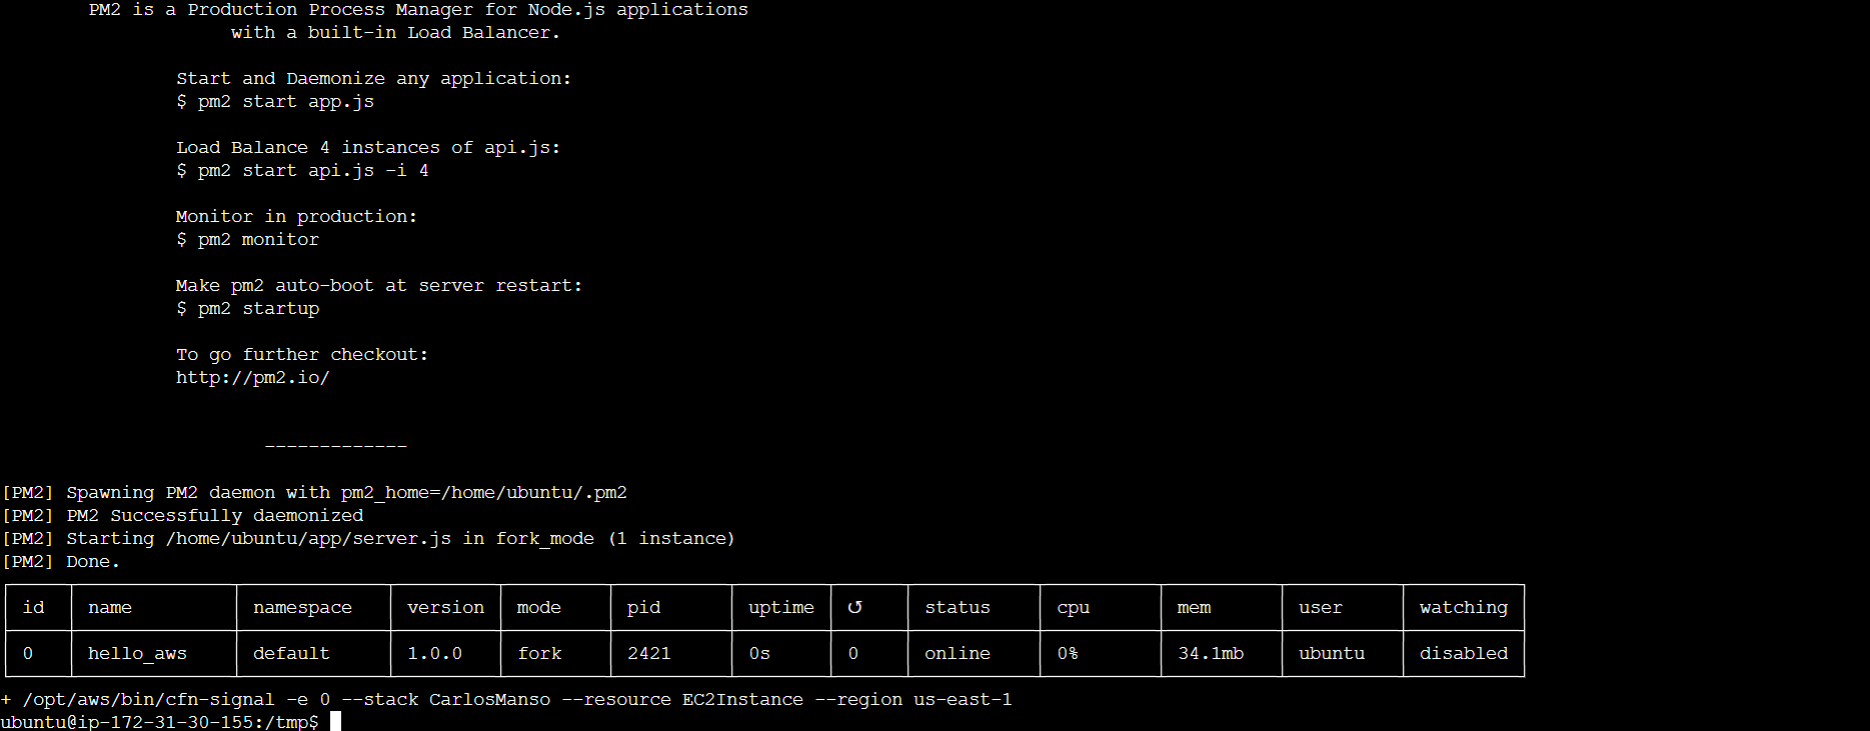 PM2 is a Production Process Manager for Node.js applications
with a built-in Load Balancer.
Start and Daemonize any application:
$ pm2 start app.js
Load Balance 4 instances of api.js:
$ pm2 start api.js -i 4
Monitor in production:
$ pm2 monitor
Make pm2 auto-boot at server restart:
$ pm2 startup
To go further checkout:
http://pm2.io/
-------------
[PM2] Spawning PM2 daemon with pm2_home=/home/ubuntu/.pm2
[PM2] PM2 Successfully daemonized
[PM2] Starting /home/ubuntu/app/server.js in fork_mode (1 instance)
[PM2] Done.
id name namespace version mode pid uptime ↺ status cpu mem user watching
0 hello_aws default 1.0.0 fork 2421 0s 0 online 0% 34.1mb ubuntu disabled
+ /opt/aws/bin/cfn-signal -e 0 --stack CarlosManso --resource EC2Instance --region us-east-1
ubuntu@ip-172-31-30-155:/tmp$